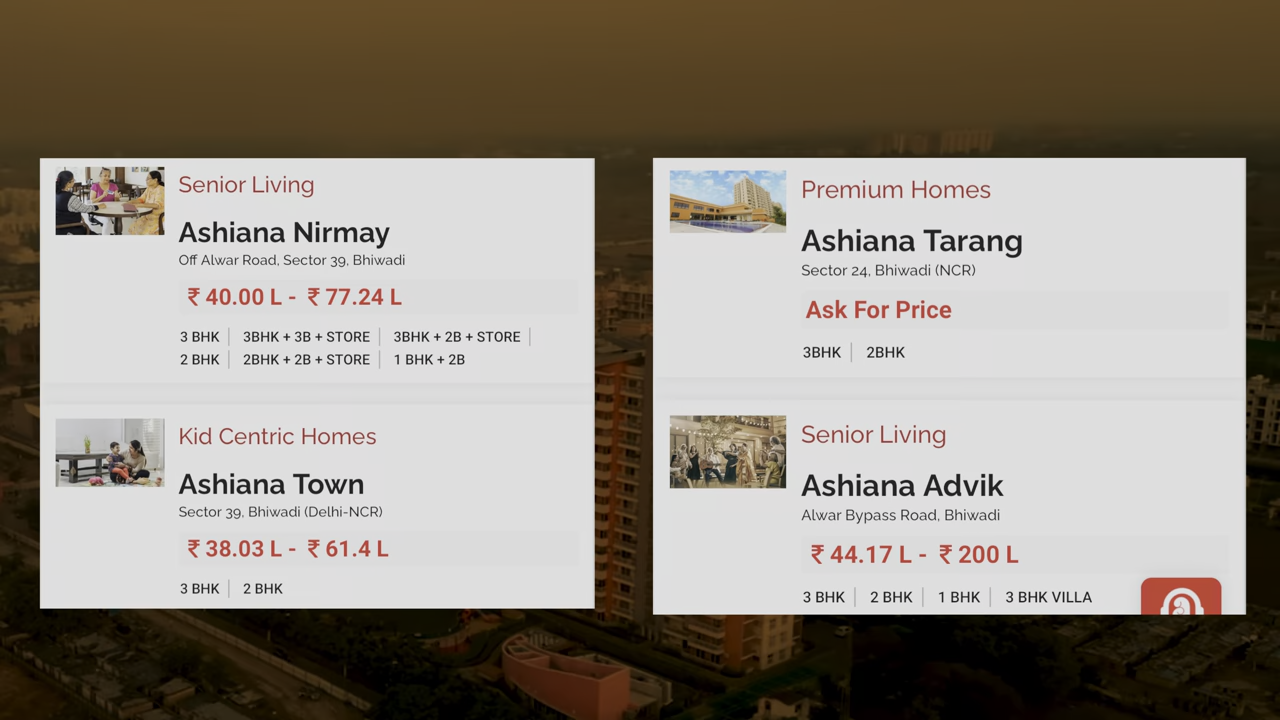 Senior Living
Ashiana Nirmay
Off Alwar Road, Sector 39, Bhiwadi
₹ 40.00 L - ₹ 77.24 L
3 BHK | 3BHK + 3B + STORE | 3BHK + 2B + STORE |
2 BHK | 2BHK + 2B + STORE | 1 BHK + 2B
Kid Centric Homes
Ashiana Town
Sector 39, Bhiwadi (Delhi-NCR)
₹ 38.03 L - ₹ 61.4 L
3 BHK | 2 BHK
Premium Homes
Ashiana Tarang
Sector 24, Bhiwadi (NCR)
Ask For Price
3BHK | 2BHK
Senior Living
Ashiana Advik
Alwar Bypass Road, Bhiwadi
₹ 44.17 L - ₹ 200 L
3 BHK | 2 BHK | 1 BHK | 3 BHK VILLA